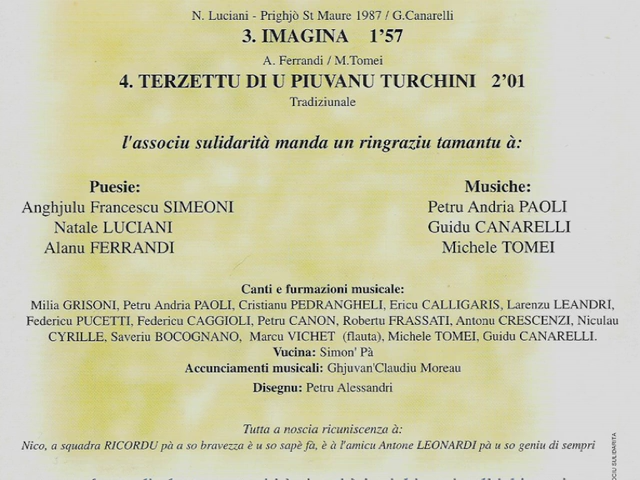 N. Luciani - Prighjò St Maure 1987 / G.Canarelli
3. IMAGINA 1'57
A. Ferrandi / M.Tomei
4. TERZETTU DI U PIUVANU TURCHINI 2'01
Tradiziunale
l'associu sulidarità manda un ringraziu tamantu à:
Puesie:
Anghjulu Francescu SIMEONI
Natale LUCIANI
Alanu FERRANDI
Musiche:
Petru Andria PAOLI
Guidu CANARELLI
Michele TOMEI
Canti e furmazioni musicale:
Milia GRISONI, Petru Andria PAOLI, Cristianu PEDRANGHELI, Ericu CALLIGARIS, Larenzu LEANDRI,
Federicu PUCETTI, Federicu CAGGIOLI, Petru CANON, Robertu FRASSATI, Antonu CRESCENZI, Niculau
CYRILLE, Saveriu BOCOGNANO, Marcu VICHET (flauta), Michele TOMEI, Guidu CANARELLI.
Vucina: Simon' Pà
Accunciamenti musicali: Ghjuvan'Claudiu Moreau
Disegnu: Petru Alessandri
Tutta a noscia ricuniscenza à:
Nico, a squadra RICORDU pà a so bravezza è u so sapè fà, è à l'amicu Antone LEONARDI pà u so geniu di sempri
OCIU SULIDARITA